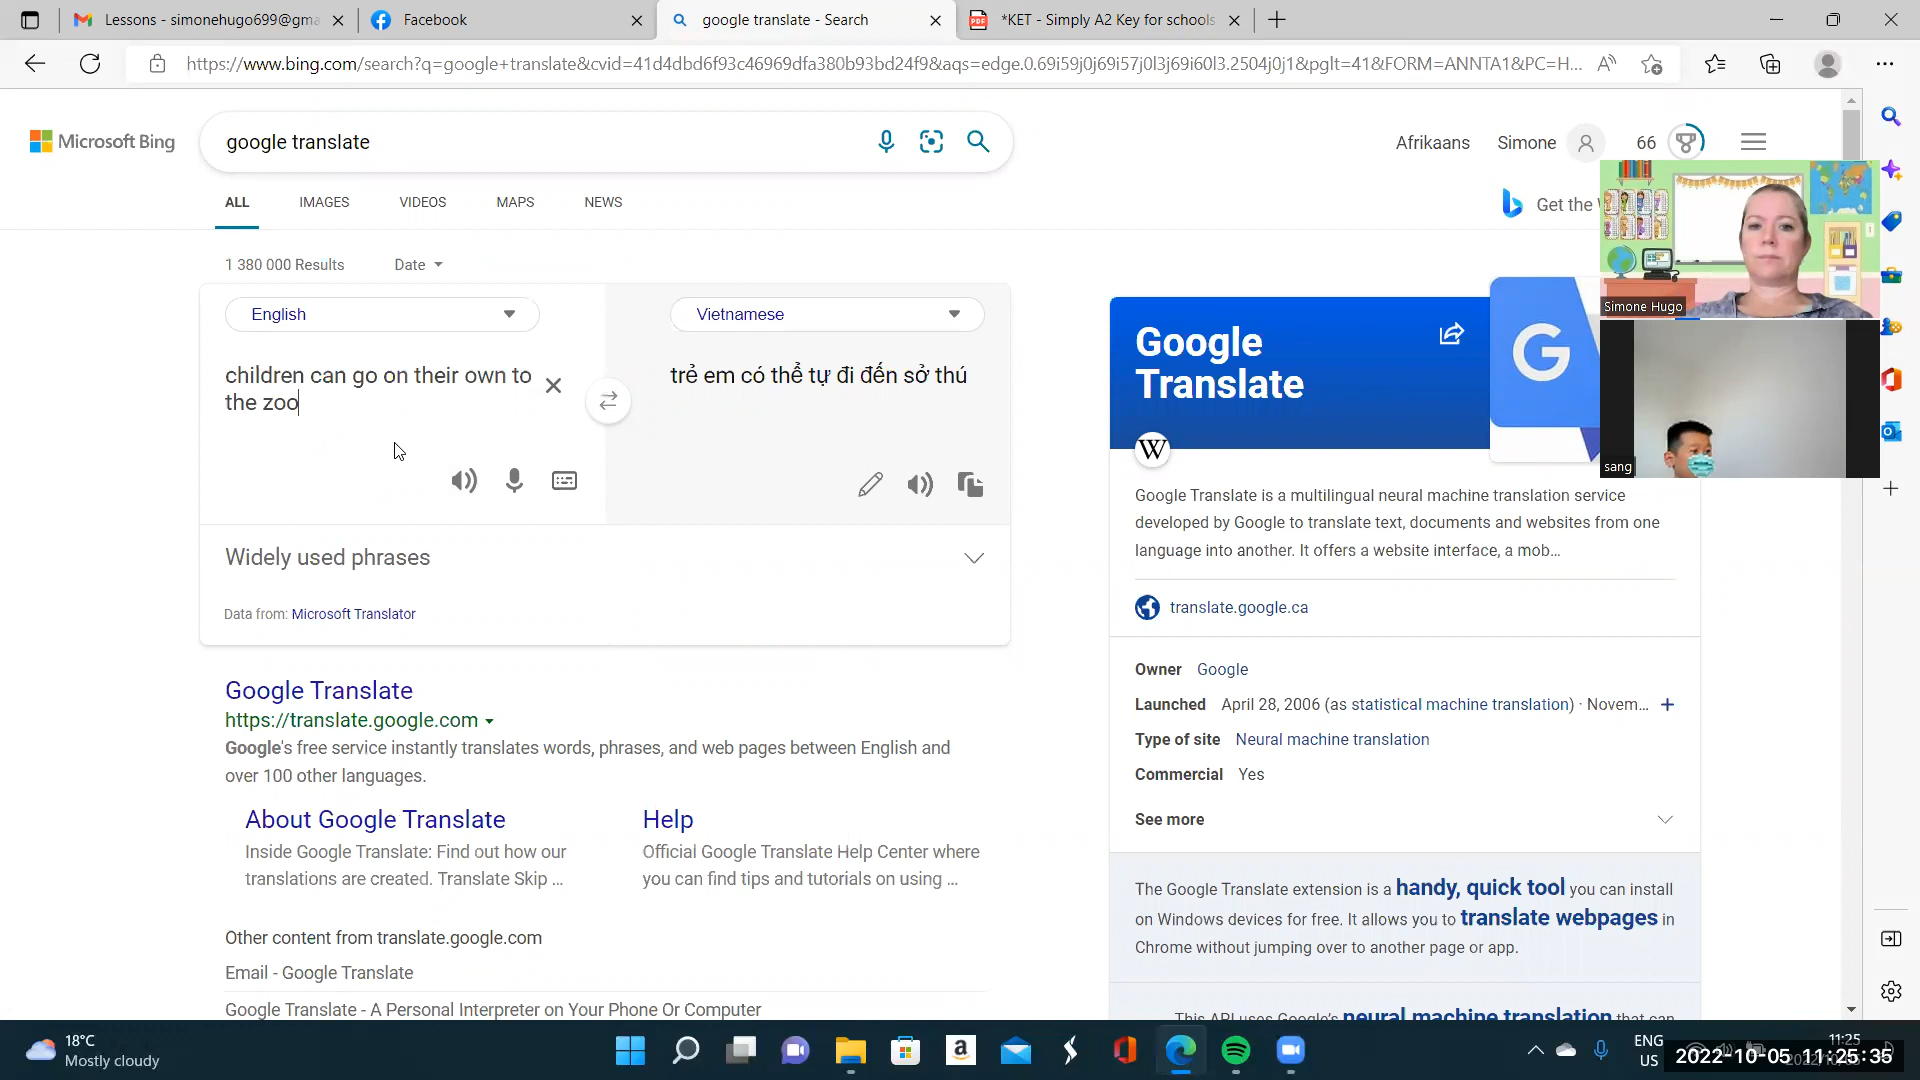 Lessons - simonehugo699@gma
Facebook
google translate - Search
*KET - Simply A2 Key for schools
https://www.bing.com/search?q=google+translate&cvid=41d4dbd6f93c46969dfa380b93bd24f9&aqs=edge.0.69i59j0j69i57j0l3j69i60l3.2504j0j1&pglt=41&FORM=ANNTA1&PC=H...
Microsoft Bing
google translate
Afrikaans
Simone
66
ALL
IMAGES
VIDEOS
MAPS
NEWS
Get the
1 380 000 Results
Date
English
Vietnamese
children can go on their own to
the zoo
trẻ em có thể tự đi đến sở thú
Widely used phrases
Data from: Microsoft Translator
Google Translate
https://translate.google.com
Google's free service instantly translates words, phrases, and web pages between English and
over 100 other languages.
About Google Translate
Inside Google Translate: Find out how our
translations are created. Translate Skip ...
Help
Official Google Translate Help Center where
you can find tips and tutorials on using ...
Other content from translate.google.com
Email - Google Translate
Google Translate - A Personal Interpreter on Your Phone Or Computer
Google
Translate
G
W
Simone Hugo
sang
Google Translate is a multilingual neural machine translation service
developed by Google to translate text, documents and websites from one
language into another. It offers a website interface, a mob...
translate.google.ca
Owner Google
Launched April 28, 2006 (as statistical machine translation) · Novem...
Type of site Neural machine translation
Commercial Yes
See more
The Google Translate extension is a handy, quick tool you can install
on Windows devices for free. It allows you to translate webpages in
Chrome without jumping over to another page or app.
This API uses Google's neural machine translation that can
18°C
Mostly cloudy
ENG
US
11:25
2022-10-05 11:25:35